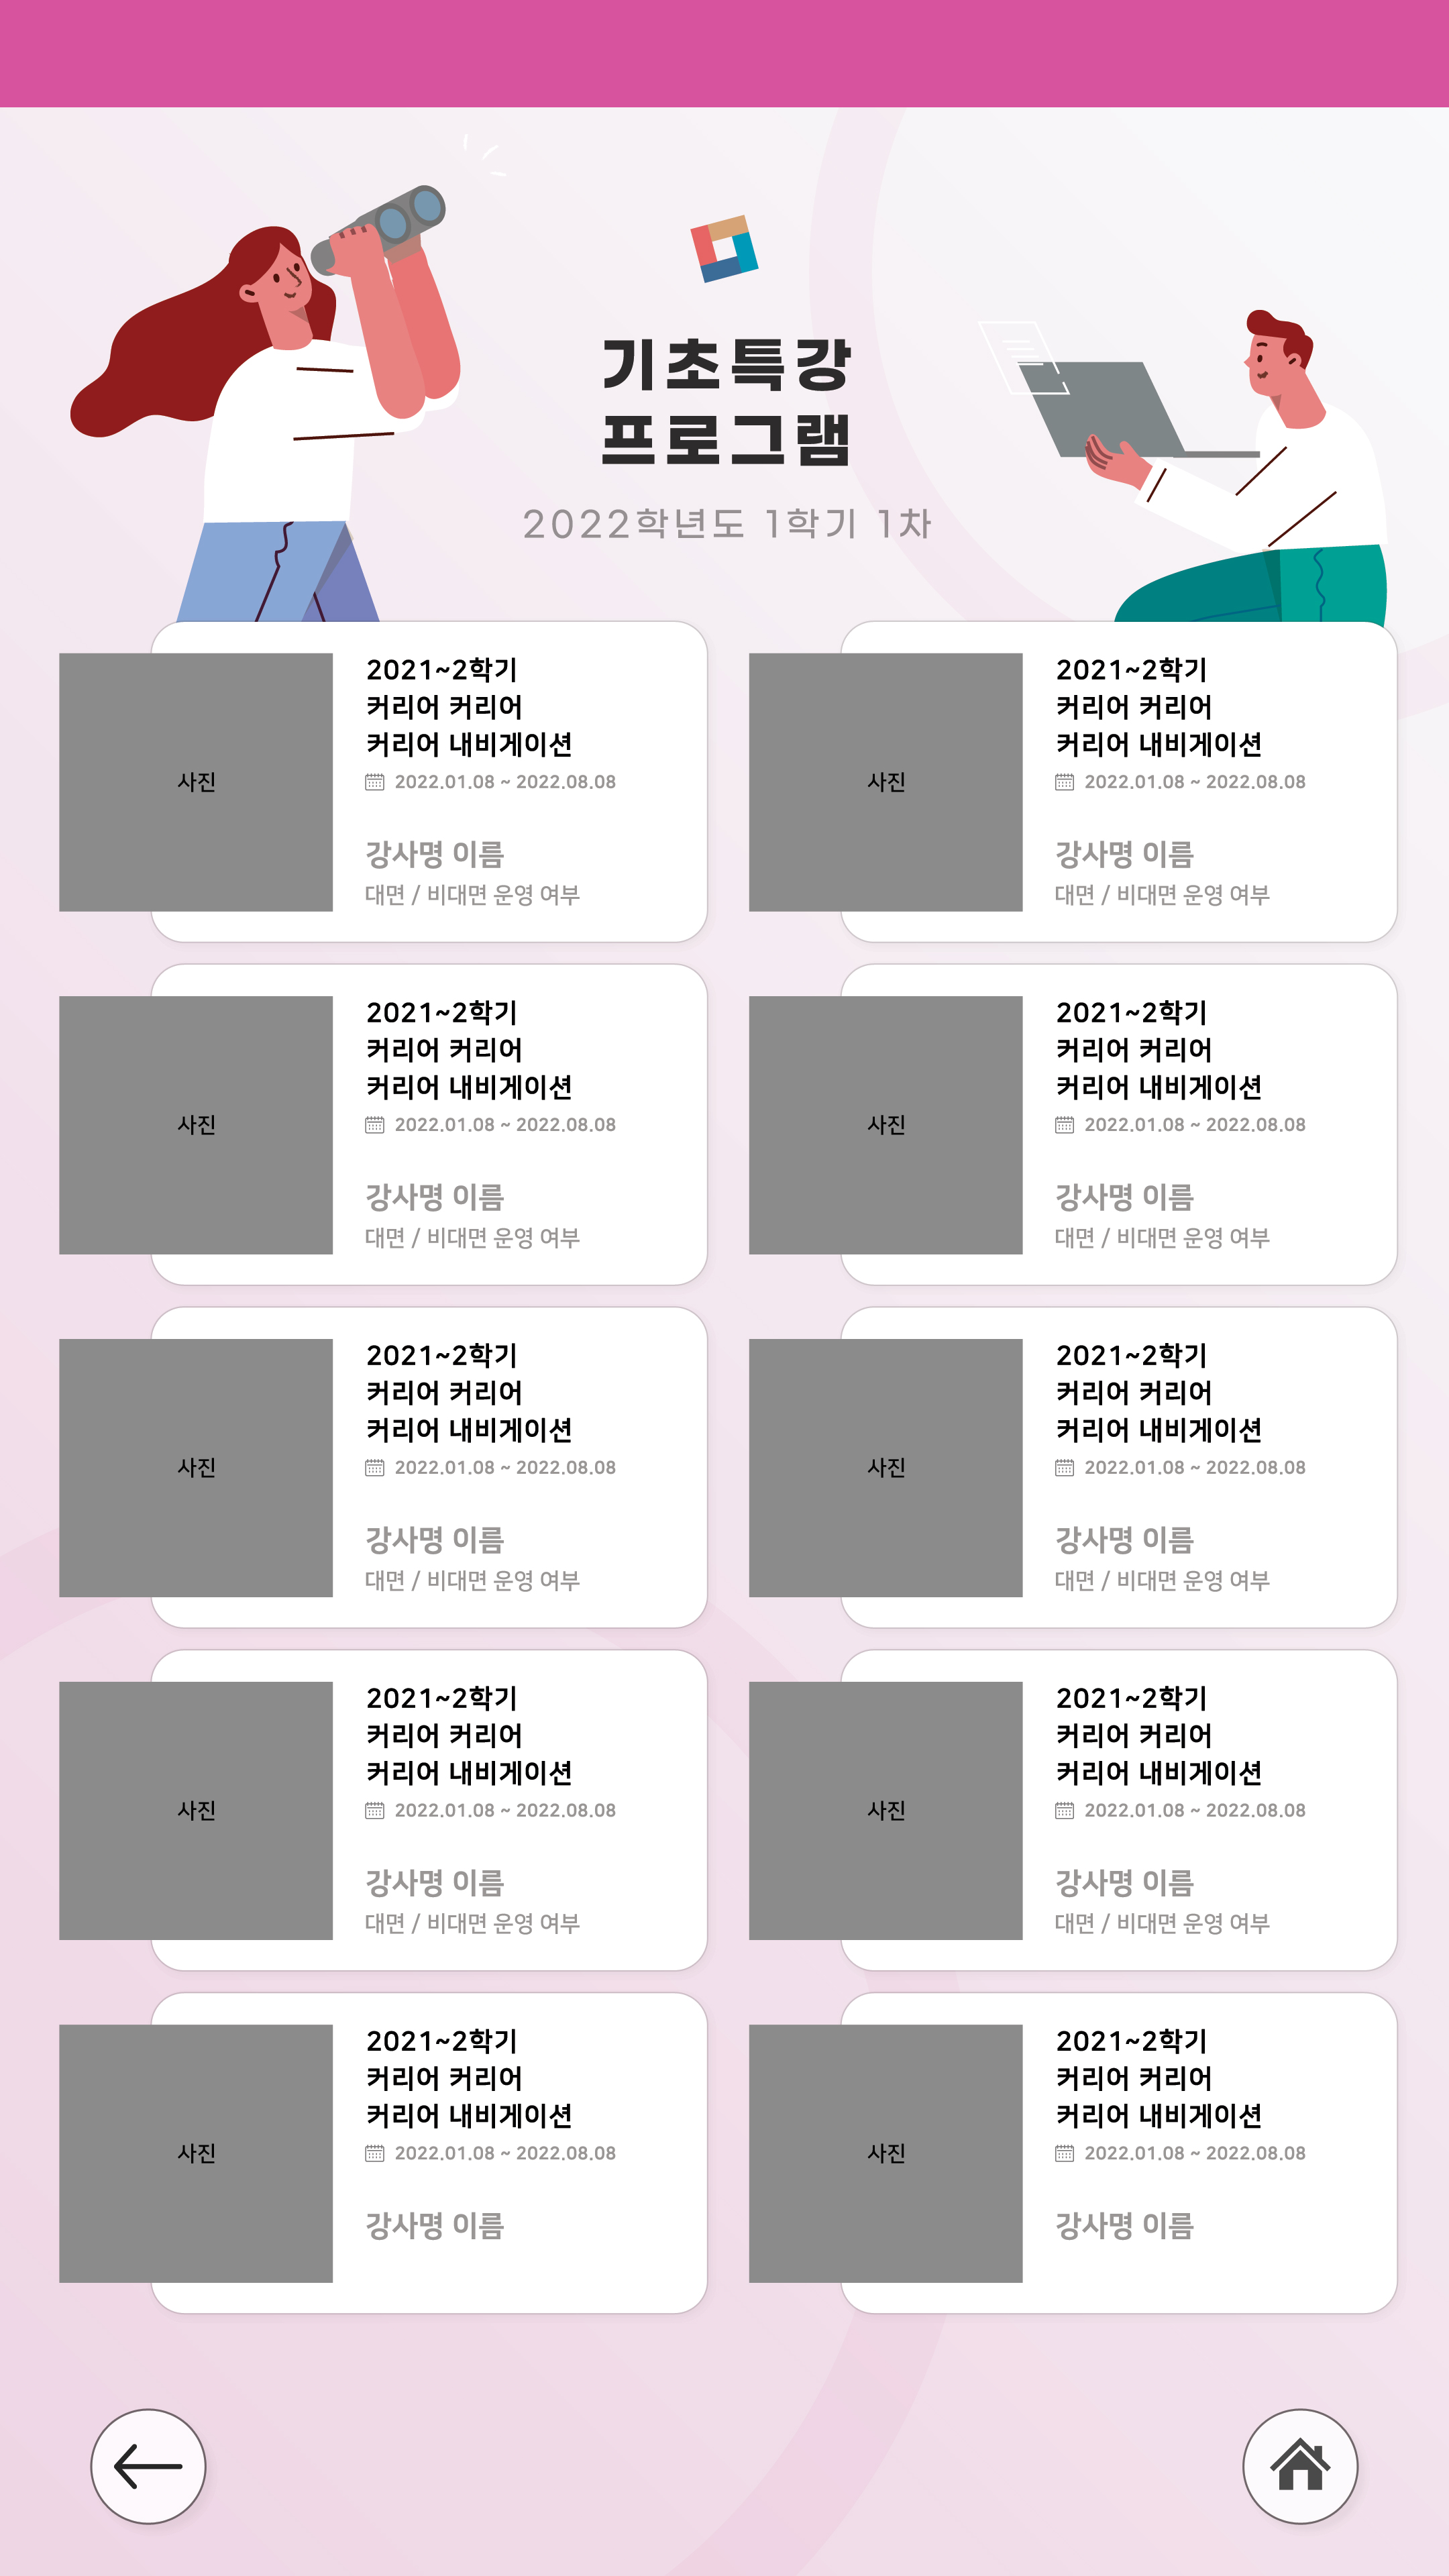 기초특강
프로그램
2022학년도 1학기 1차
사진
2021~2학기
커리어 커리어
커리어 내비게이션
2022.01.08 ~ 2022.08.08
강사명 이름
대면 / 비대면 운영 여부
사진
2021~2학기
커리어 커리어
커리어 내비게이션
2022.01.08 ~ 2022.08.08
강사명 이름
대면 / 비대면 운영 여부
사진
2021~2학기
커리어 커리어
커리어 내비게이션
2022.01.08 ~ 2022.08.08
강사명 이름
대면 / 비대면 운영 여부
사진
2021~2학기
커리어 커리어
커리어 내비게이션
2022.01.08 ~ 2022.08.08
강사명 이름
대면 / 비대면 운영 여부
사진
2021~2학기
커리어 커리어
커리어 내비게이션
2022.01.08 ~ 2022.08.08
강사명 이름
대면 / 비대면 운영 여부
사진
2021~2학기
커리어 커리어
커리어 내비게이션
2022.01.08 ~ 2022.08.08
강사명 이름
대면 / 비대면 운영 여부
사진
2021~2학기
커리어 커리어
커리어 내비게이션
2022.01.08 ~ 2022.08.08
강사명 이름
대면 / 비대면 운영 여부
사진
2021~2학기
커리어 커리어
커리어 내비게이션
2022.01.08 ~ 2022.08.08
강사명 이름
대면 / 비대면 운영 여부
사진
2021~2학기
커리어 커리어
커리어 내비게이션
2022.01.08 ~ 2022.08.08
강사명 이름
사진
2021~2학기
커리어 커리어
커리어 내비게이션
2022.01.08 ~ 2022.08.08
강사명 이름